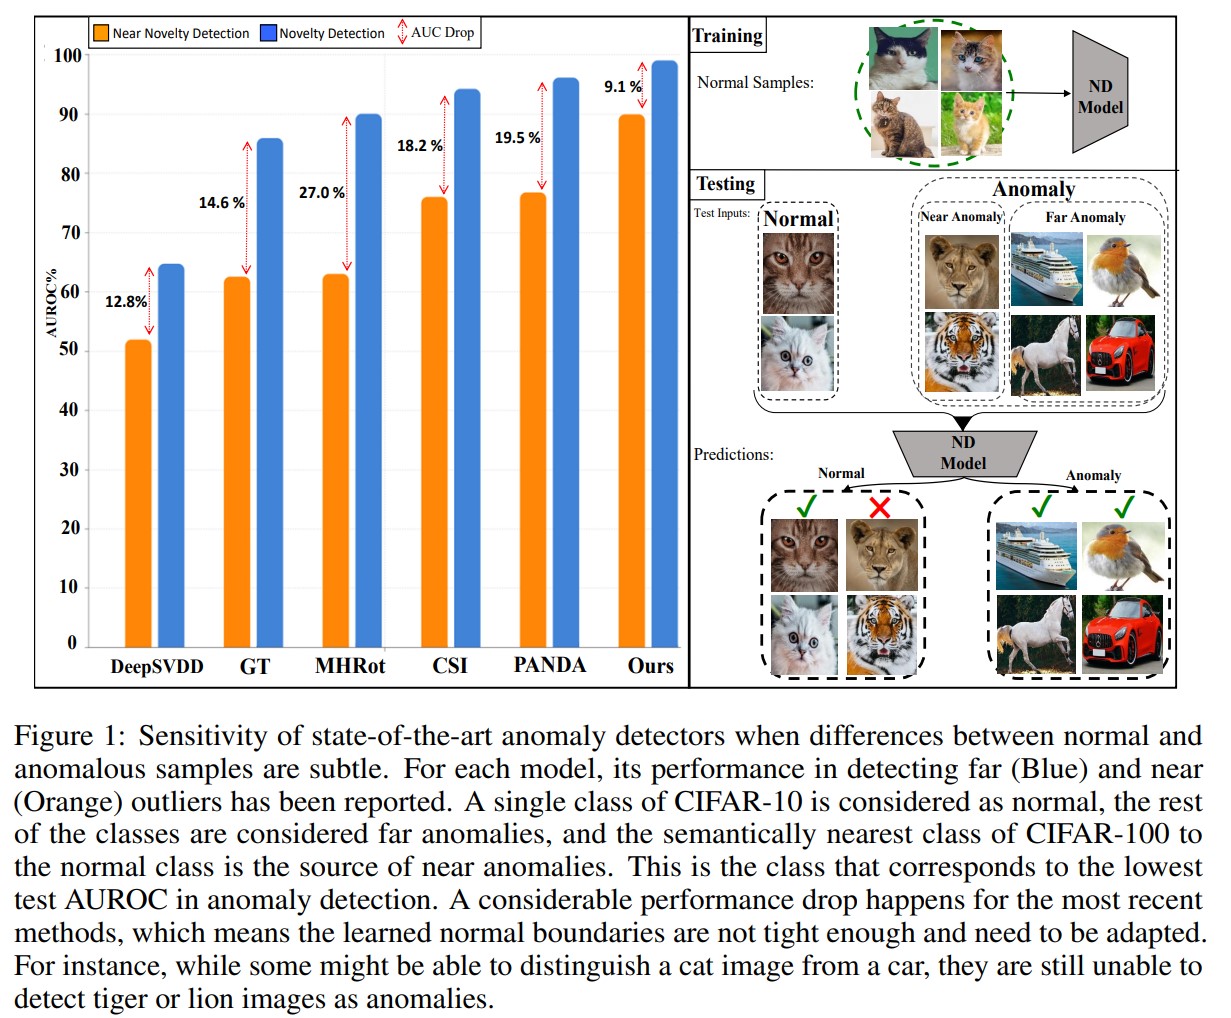 Near Novelty Detection
Novelty Detection
AUC Drop
100
90
80
70
60
50
40
30
20
10
0
AUROC%
12.8%
14.6 %
27.0 %
18.2 %
19.5 %
9.1 %
DeepSVDD
GT
MHRot
CSI
PANDA
Ours
Training
Normal Samples:
ND
Model
Testing
Test Inputs:
Normal
Anomaly
Near Anomaly
Far Anomaly
ND
Model
Predictions:
Normal
Anomaly
Figure 1: Sensitivity of state-of-the-art anomaly detectors when differences between normal and
anomalous samples are subtle. For each model, its performance in detecting far (Blue) and near
(Orange) outliers has been reported. A single class of CIFAR-10 is considered as normal, the rest
of the classes are considered far anomalies, and the semantically nearest class of CIFAR-100 to
the normal class is the source of near anomalies. This is the class that corresponds to the lowest
test AUROC in anomaly detection. A considerable performance drop happens for the most recent
methods, which means the learned normal boundaries are not tight enough and need to be adapted.
For instance, while some might be able to distinguish a cat image from a car, they are still unable to
detect tiger or lion images as anomalies.